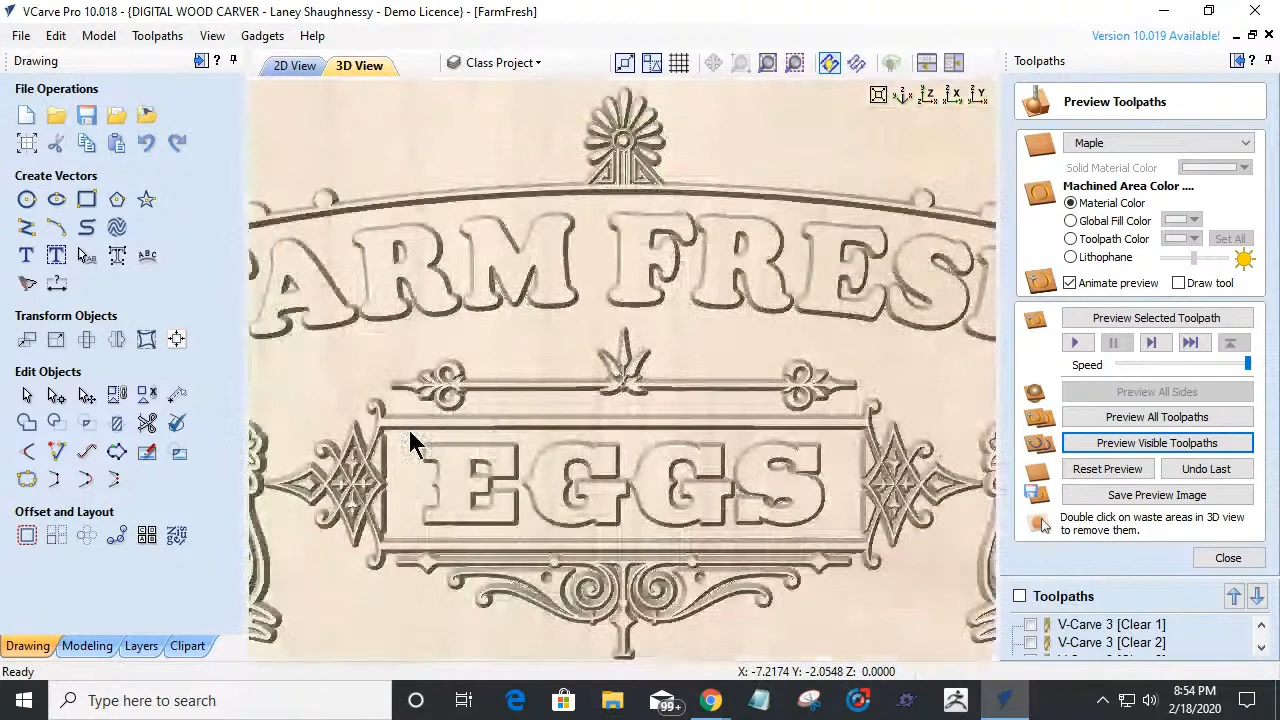 VCarve Pro 10.018 - {DIGITAL WOOD CARVER - Laney Shaughnessy - Demo Licence} - [FarmFresh]
File Edit Model Toolpaths View Gadgets Help Version 10.019 Available!
Drawing ? 2D View 3D View Class Project Toolpaths ?
File Operations
Create Vectors
Transform Objects
Edit Objects
Offset and Layout
Drawing Modeling Layers Clipart
Z X Y
ARM FRES
EGGS
Preview Toolpaths
Maple
Solid Material Color
Machined Area Color ....
Material Color
Global Fill Color
Toolpath Color Set All
Lithophane
Animate preview Draw tool
Preview Selected Toolpath
Speed
Preview All Sides
Preview All Toolpaths
Preview Visible Toolpaths
Reset Preview Undo Last
Save Preview Image
Double click on waste areas in 3D view
to remove them.
Close
Toolpaths
V-Carve 3 [Clear 1]
V-Carve 3 [Clear 2]
Ready X: -7.2174 Y: -2.0548 Z: 0.0000
Type here to search 99+ 8:54 PM
2/18/2020